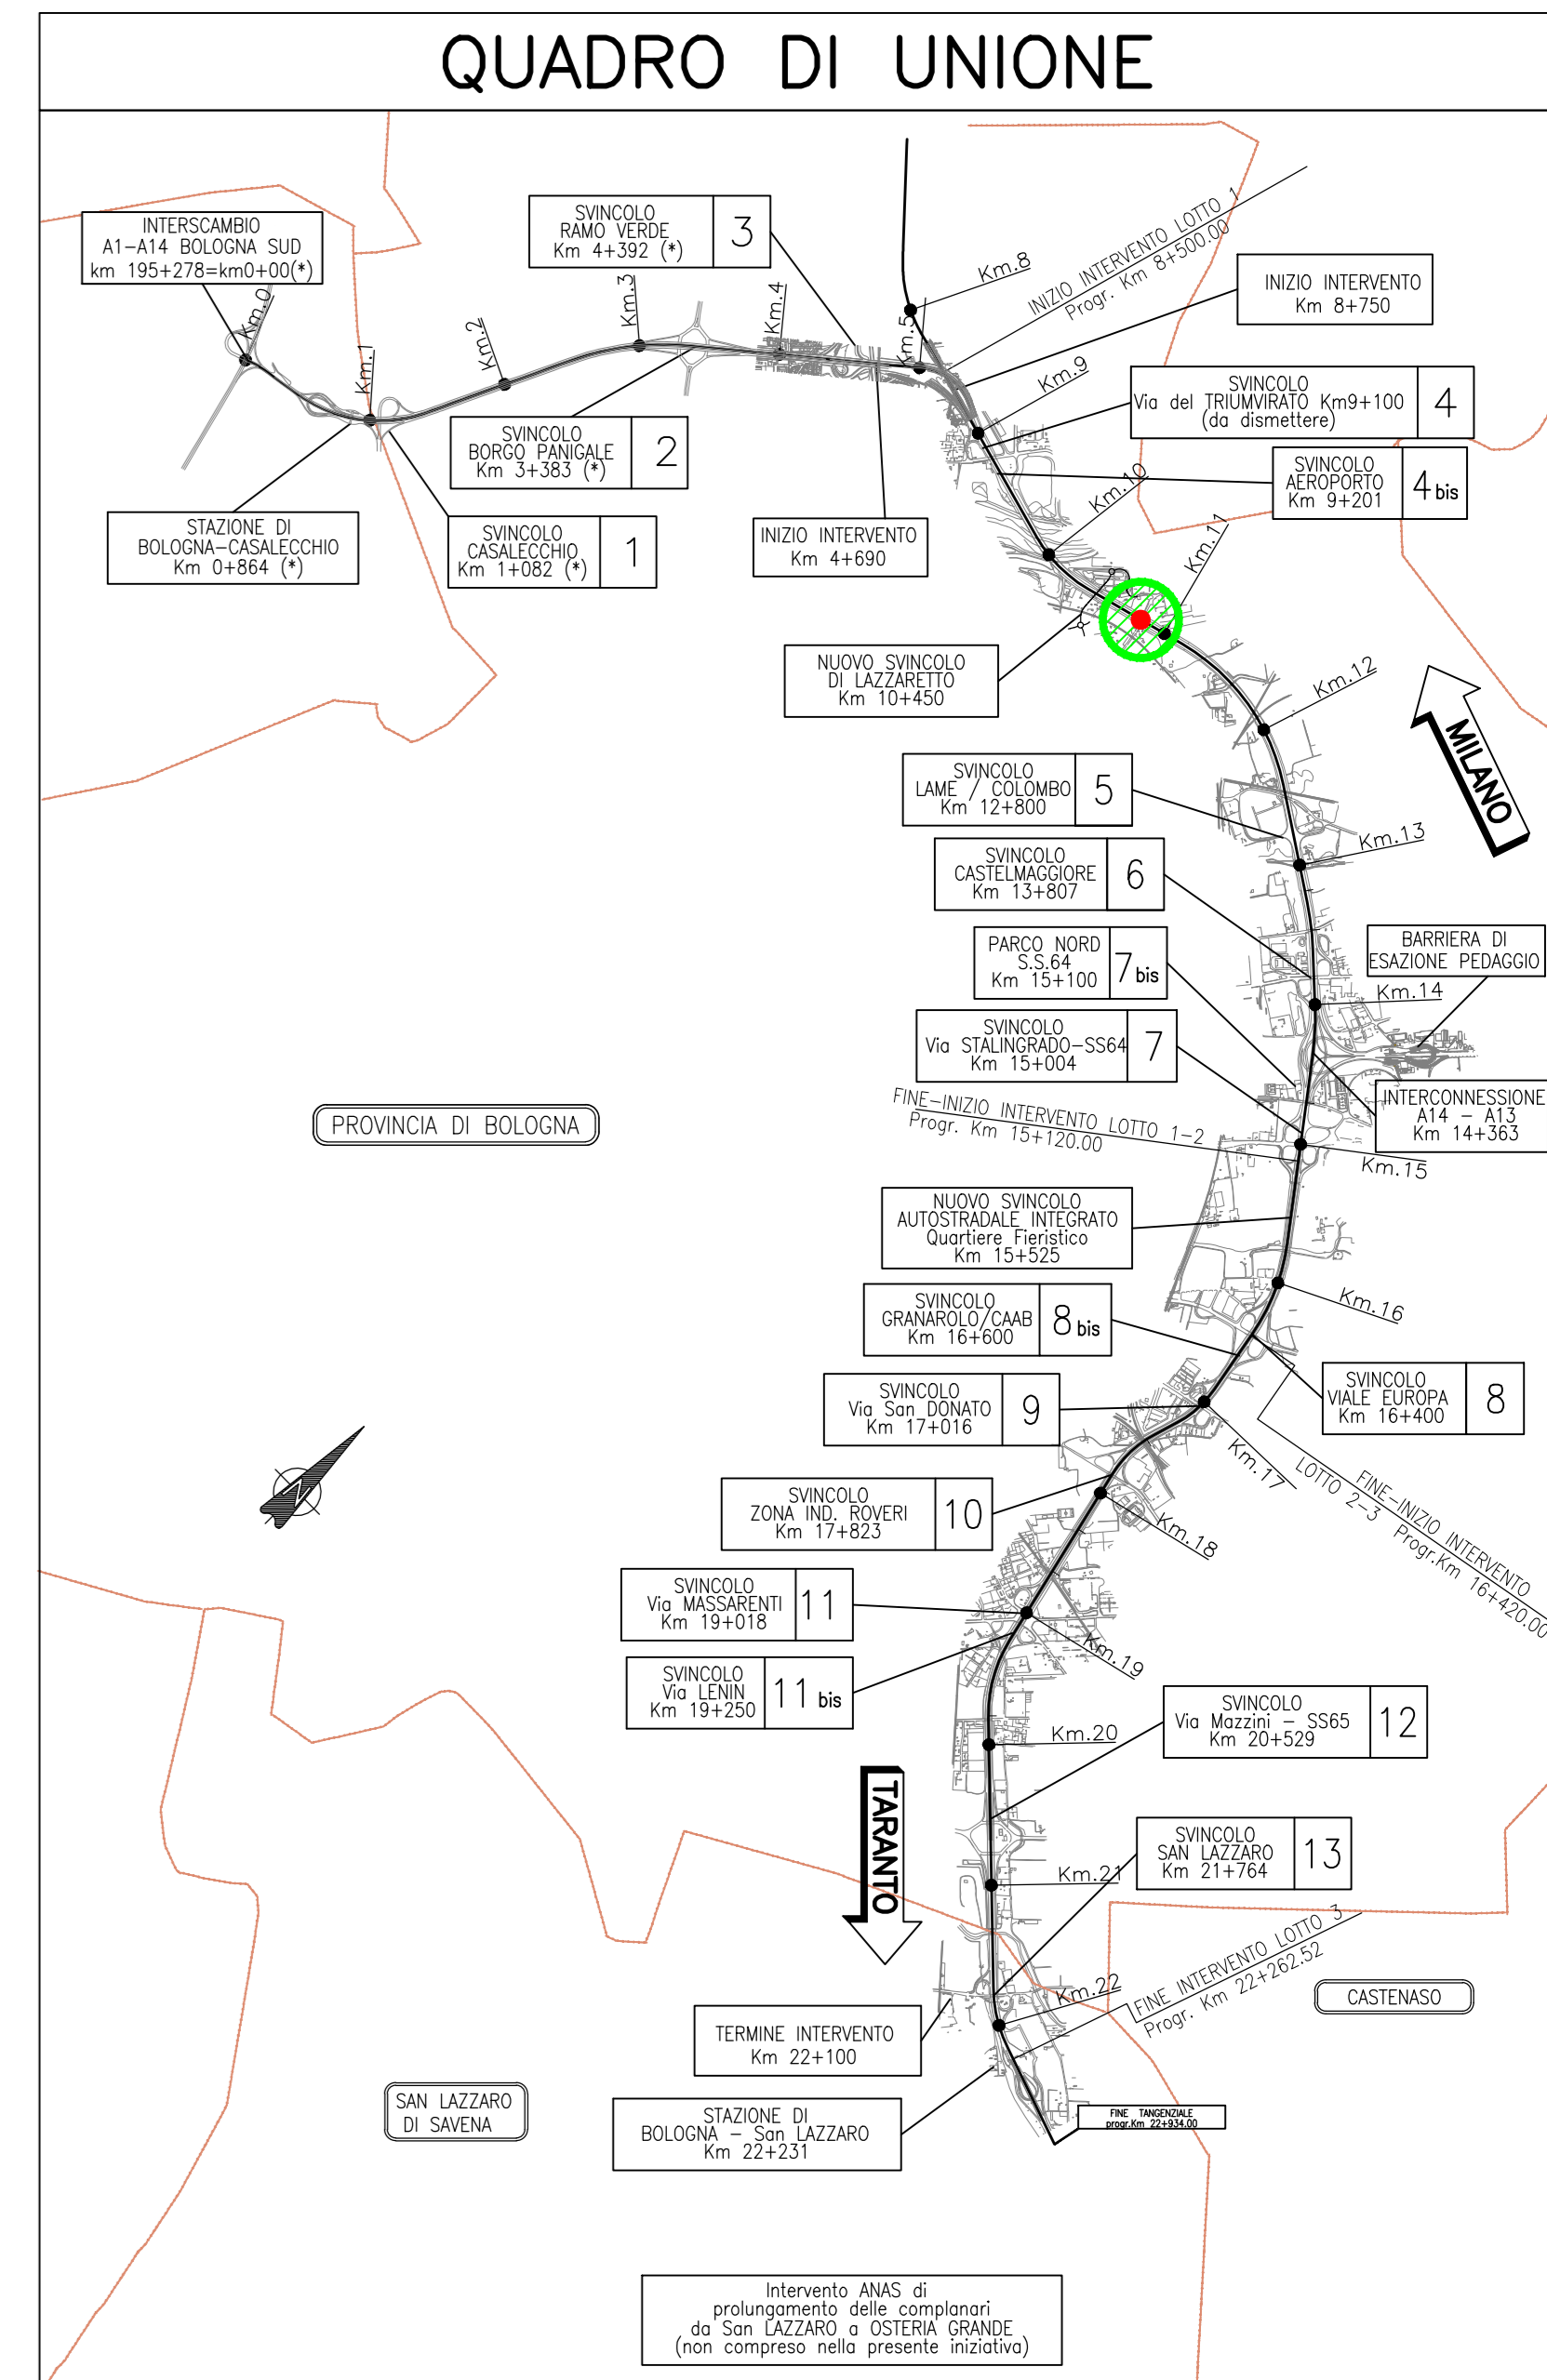 QUADRO DI UNIONE
INTERSCAMBIO
A1-A14 BOLOGNA SUD
km 195+278=km0+00(*)
SVINCOLO
RAMO VERDE
Km 4+392 (*)
3
Km.8
INIZIO INTERVENTO LOTTO 1
Progr. Km 8+500.00
INIZIO INTERVENTO
Km 8+750
Km.0
Km.1
Km.2
Km.3
Km.4
Km.5
Km.9
SVINCOLO
Via del TRIUMVIRATO Km9+100
(da dismettere)
4
SVINCOLO
BORGO PANIGALE
Km 3+383 (*)
2
SVINCOLO
AEROPORTO
Km 9+201
4 bis
Km.10
Km.11
STAZIONE DI
BOLOGNA-CASALECCHIO
Km 0+864 (*)
SVINCOLO
CASALECCHIO
Km 1+082 (*)
1
INIZIO INTERVENTO
Km 4+690
NUOVO SVINCOLO
DI LAZZARETTO
Km 10+450
Km.12
MILANO
SVINCOLO
LAME / COLOMBO
Km 12+800
5
Km.13
SVINCOLO
CASTELMAGGIORE
Km 13+807
6
PARCO NORD
S.S.64
Km 15+100
7 bis
BARRIERA DI
ESAZIONE PEDAGGIO
Km.14
SVINCOLO
Via STALINGRADO-SS64
Km 15+004
7
FINE-INIZIO INTERVENTO LOTTO 1-2
Progr. Km 15+120.00
INTERCONNESSIONE
A14 - A13
Km 14+363
PROVINCIA DI BOLOGNA
Km.15
NUOVO SVINCOLO
AUTOSTRADALE INTEGRATO
Quartiere Fieristico
Km 15+525
Km.16
SVINCOLO
GRANAROLO/CAAB
Km 16+600
8 bis
SVINCOLO
VIALE EUROPA
Km 16+400
8
SVINCOLO
Via San DONATO
Km 17+016
9
Km.17
FINE-INIZIO INTERVENTO
LOTTO 2-3 Progr.Km 16+420.00
SVINCOLO
ZONA IND. ROVERI
Km 17+823
10
Km.18
SVINCOLO
Via MASSARENTI
Km 19+018
11
Km.19
SVINCOLO
Via LENIN
Km 19+250
11 bis
SVINCOLO
Via Mazzini - SS65
Km 20+529
12
Km.20
TARANTO
SVINCOLO
SAN LAZZARO
Km 21+764
13
Km.21
FINE INTERVENTO LOTTO 3
Progr. Km 22+262.52
Km.22
CASTENASO
TERMINE INTERVENTO
Km 22+100
SAN LAZZARO
DI SAVENA
STAZIONE DI
BOLOGNA - San LAZZARO
Km 22+231
FINE TANGENZIALE
progr.Km 22+934.00
Intervento ANAS di
prolungamento delle complanari
da San LAZZARO a OSTERIA GRANDE
(non compreso nella presente iniziativa)